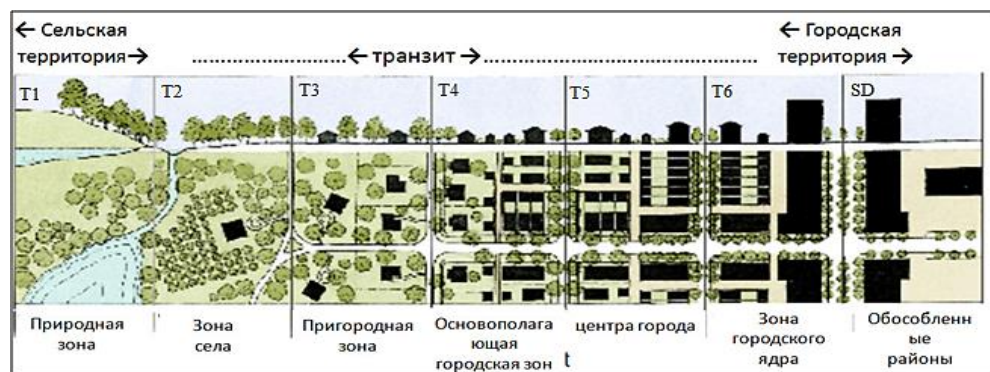 ← Сельская
территория →
.................... ← транзит → ....................................
← Городская
территория →
T1
T2
T3
T4
T5
T6
SD
Природная
зона
Зона
села
Пригородная
зона
Основополага
ющая
городская зон t
центра города
Зона
городского
ядра
Обособленн
ые
районы